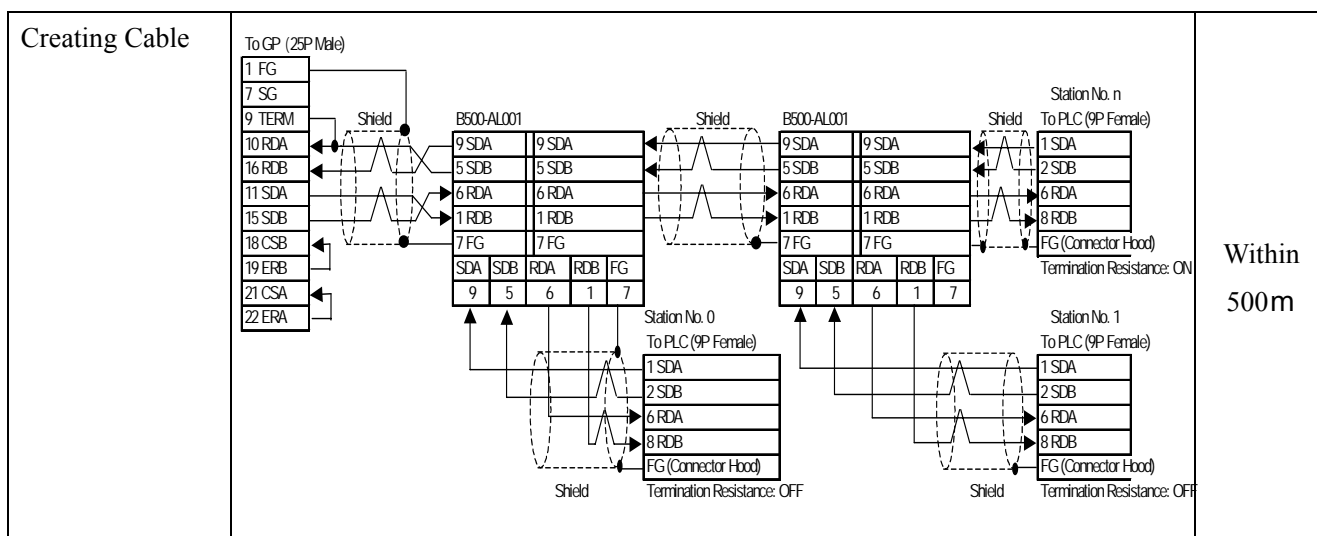 Creating Cable
To GP (25P Male)
1 FG
7 SG
9 TERM
10 RDA
16 RDB
11 SDA
15 SDB
18 CSB
19 ERB
21 CSA
22 ERA
Shield
B500-AL001
9 SDA 9 SDA
5 SDB 5 SDB
6 RDA 6 RDA
1 RDB 1 RDB
7 FG 7 FG
SDA SDB RDA RDB FG
9 5 6 1 7
Shield
B500-AL001
9 SDA 9 SDA
5 SDB 5 SDB
6 RDA 6 RDA
1 RDB 1 RDB
7 FG 7 FG
SDA SDB RDA RDB FG
9 5 6 1 7
Shield
Station No. n
To PLC (9P Female)
1 SDA
2 SDB
6 RDA
8 RDB
FG (Connector Hood)
Termination Resistance: ON
Station No. 0
To PLC (9P Female)
1 SDA
2 SDB
6 RDA
8 RDB
FG (Connector Hood)
Shield
Termination Resistance: OFF
Station No. 1
To PLC (9P Female)
1 SDA
2 SDB
6 RDA
8 RDB
FG (Connector Hood)
Shield
Termination Resistance: OFF
Within
500m